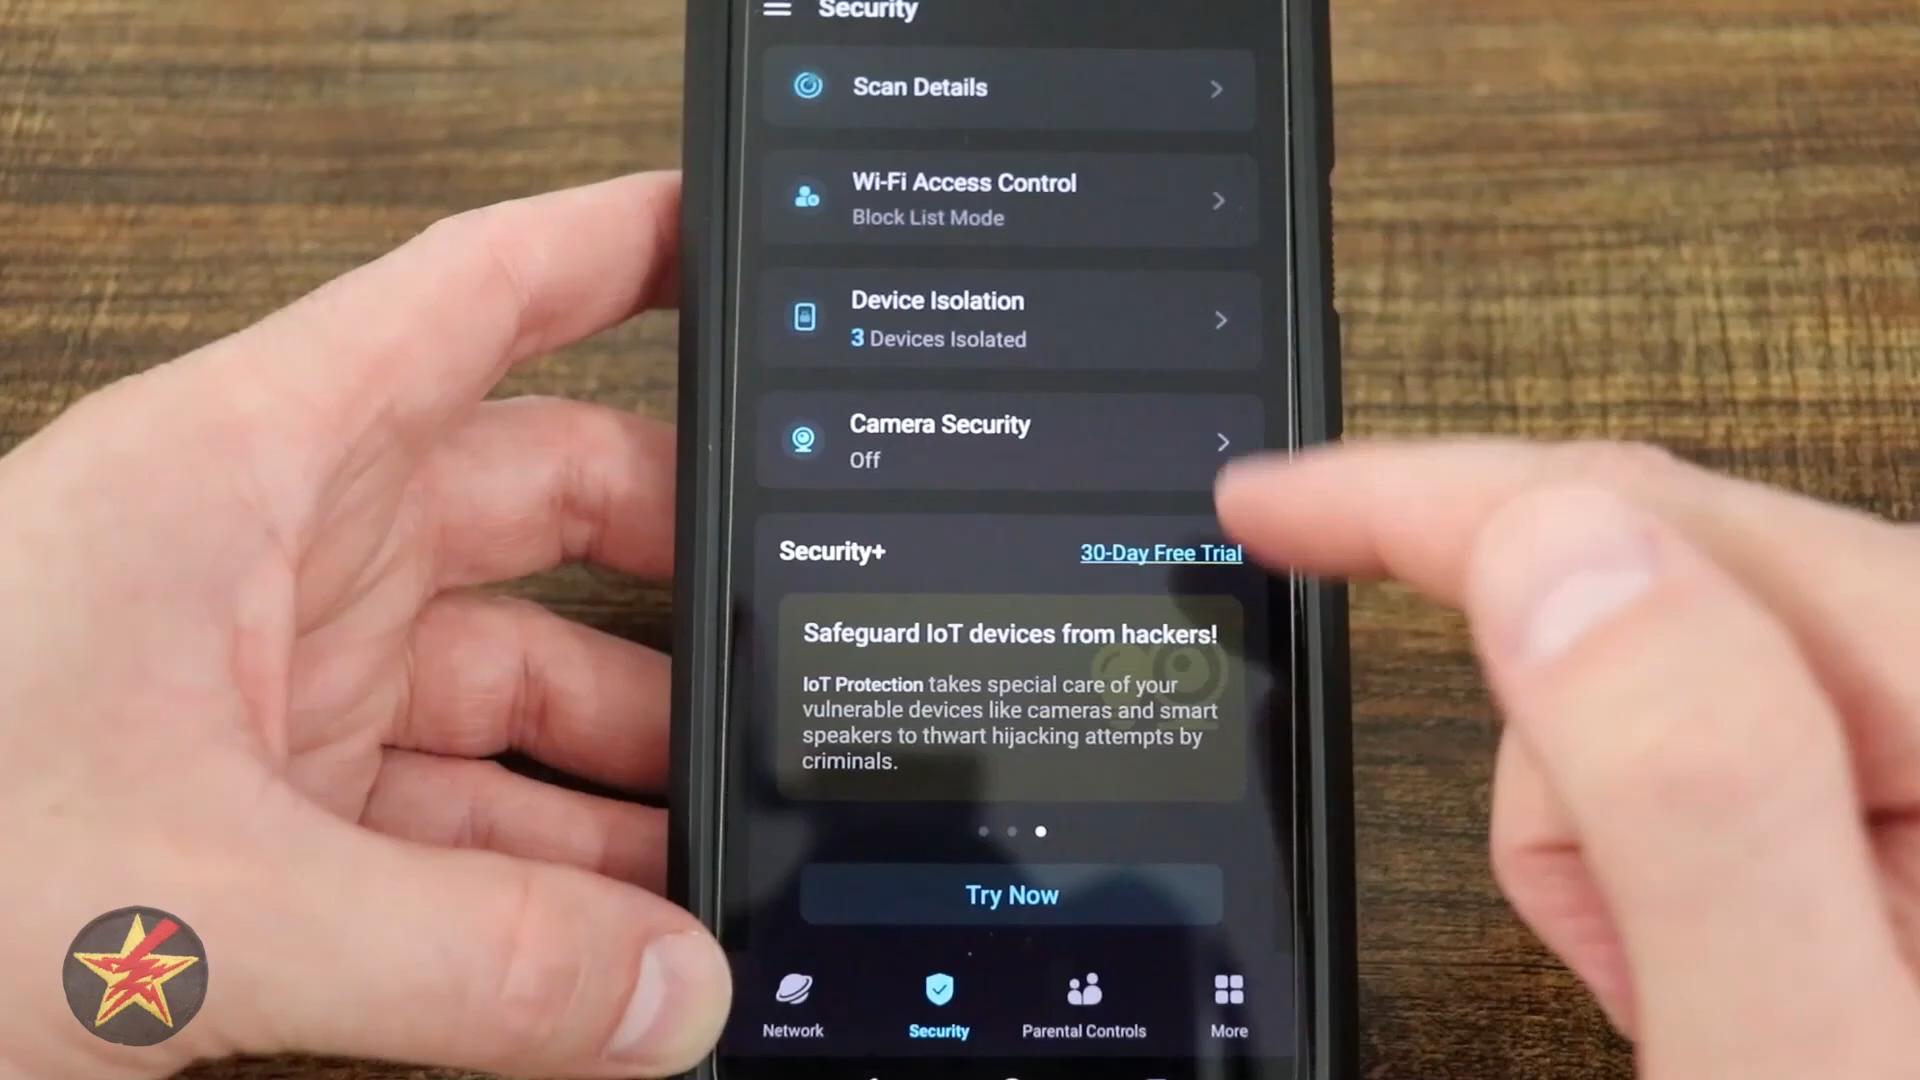 Security
Scan Details
Wi-Fi Access Control
Block List Mode
Device Isolation
3 Devices Isolated
Camera Security
Off
Security+
30-Day Free Trial
Safeguard IoT devices from hackers!
IoT Protection takes special care of your
vulnerable devices like cameras and smart
speakers to thwart hijacking attempts by
criminals.
Try Now
Network
Security
Parental Controls
More